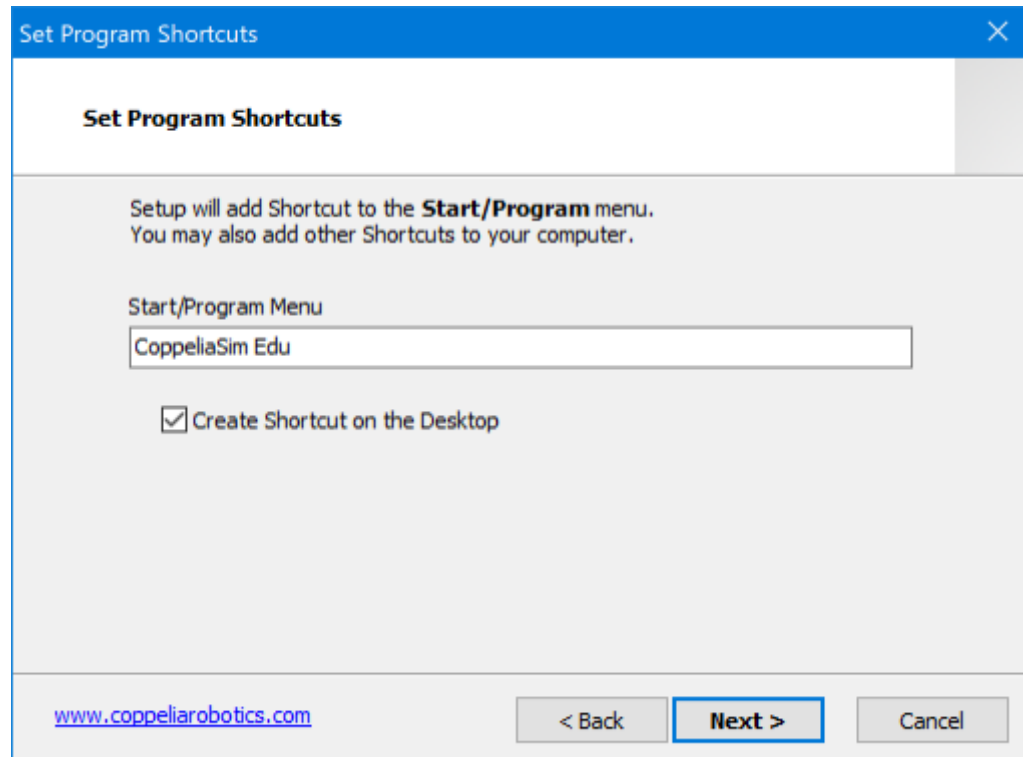 Set Program Shortcuts
Set Program Shortcuts
Setup will add Shortcut to the Start/Program menu.
You may also add other Shortcuts to your computer.
Start/Program Menu
CoppeliaSim Edu
Create Shortcut on the Desktop
www.coppeliarobotics.com
< Back
Next >
Cancel